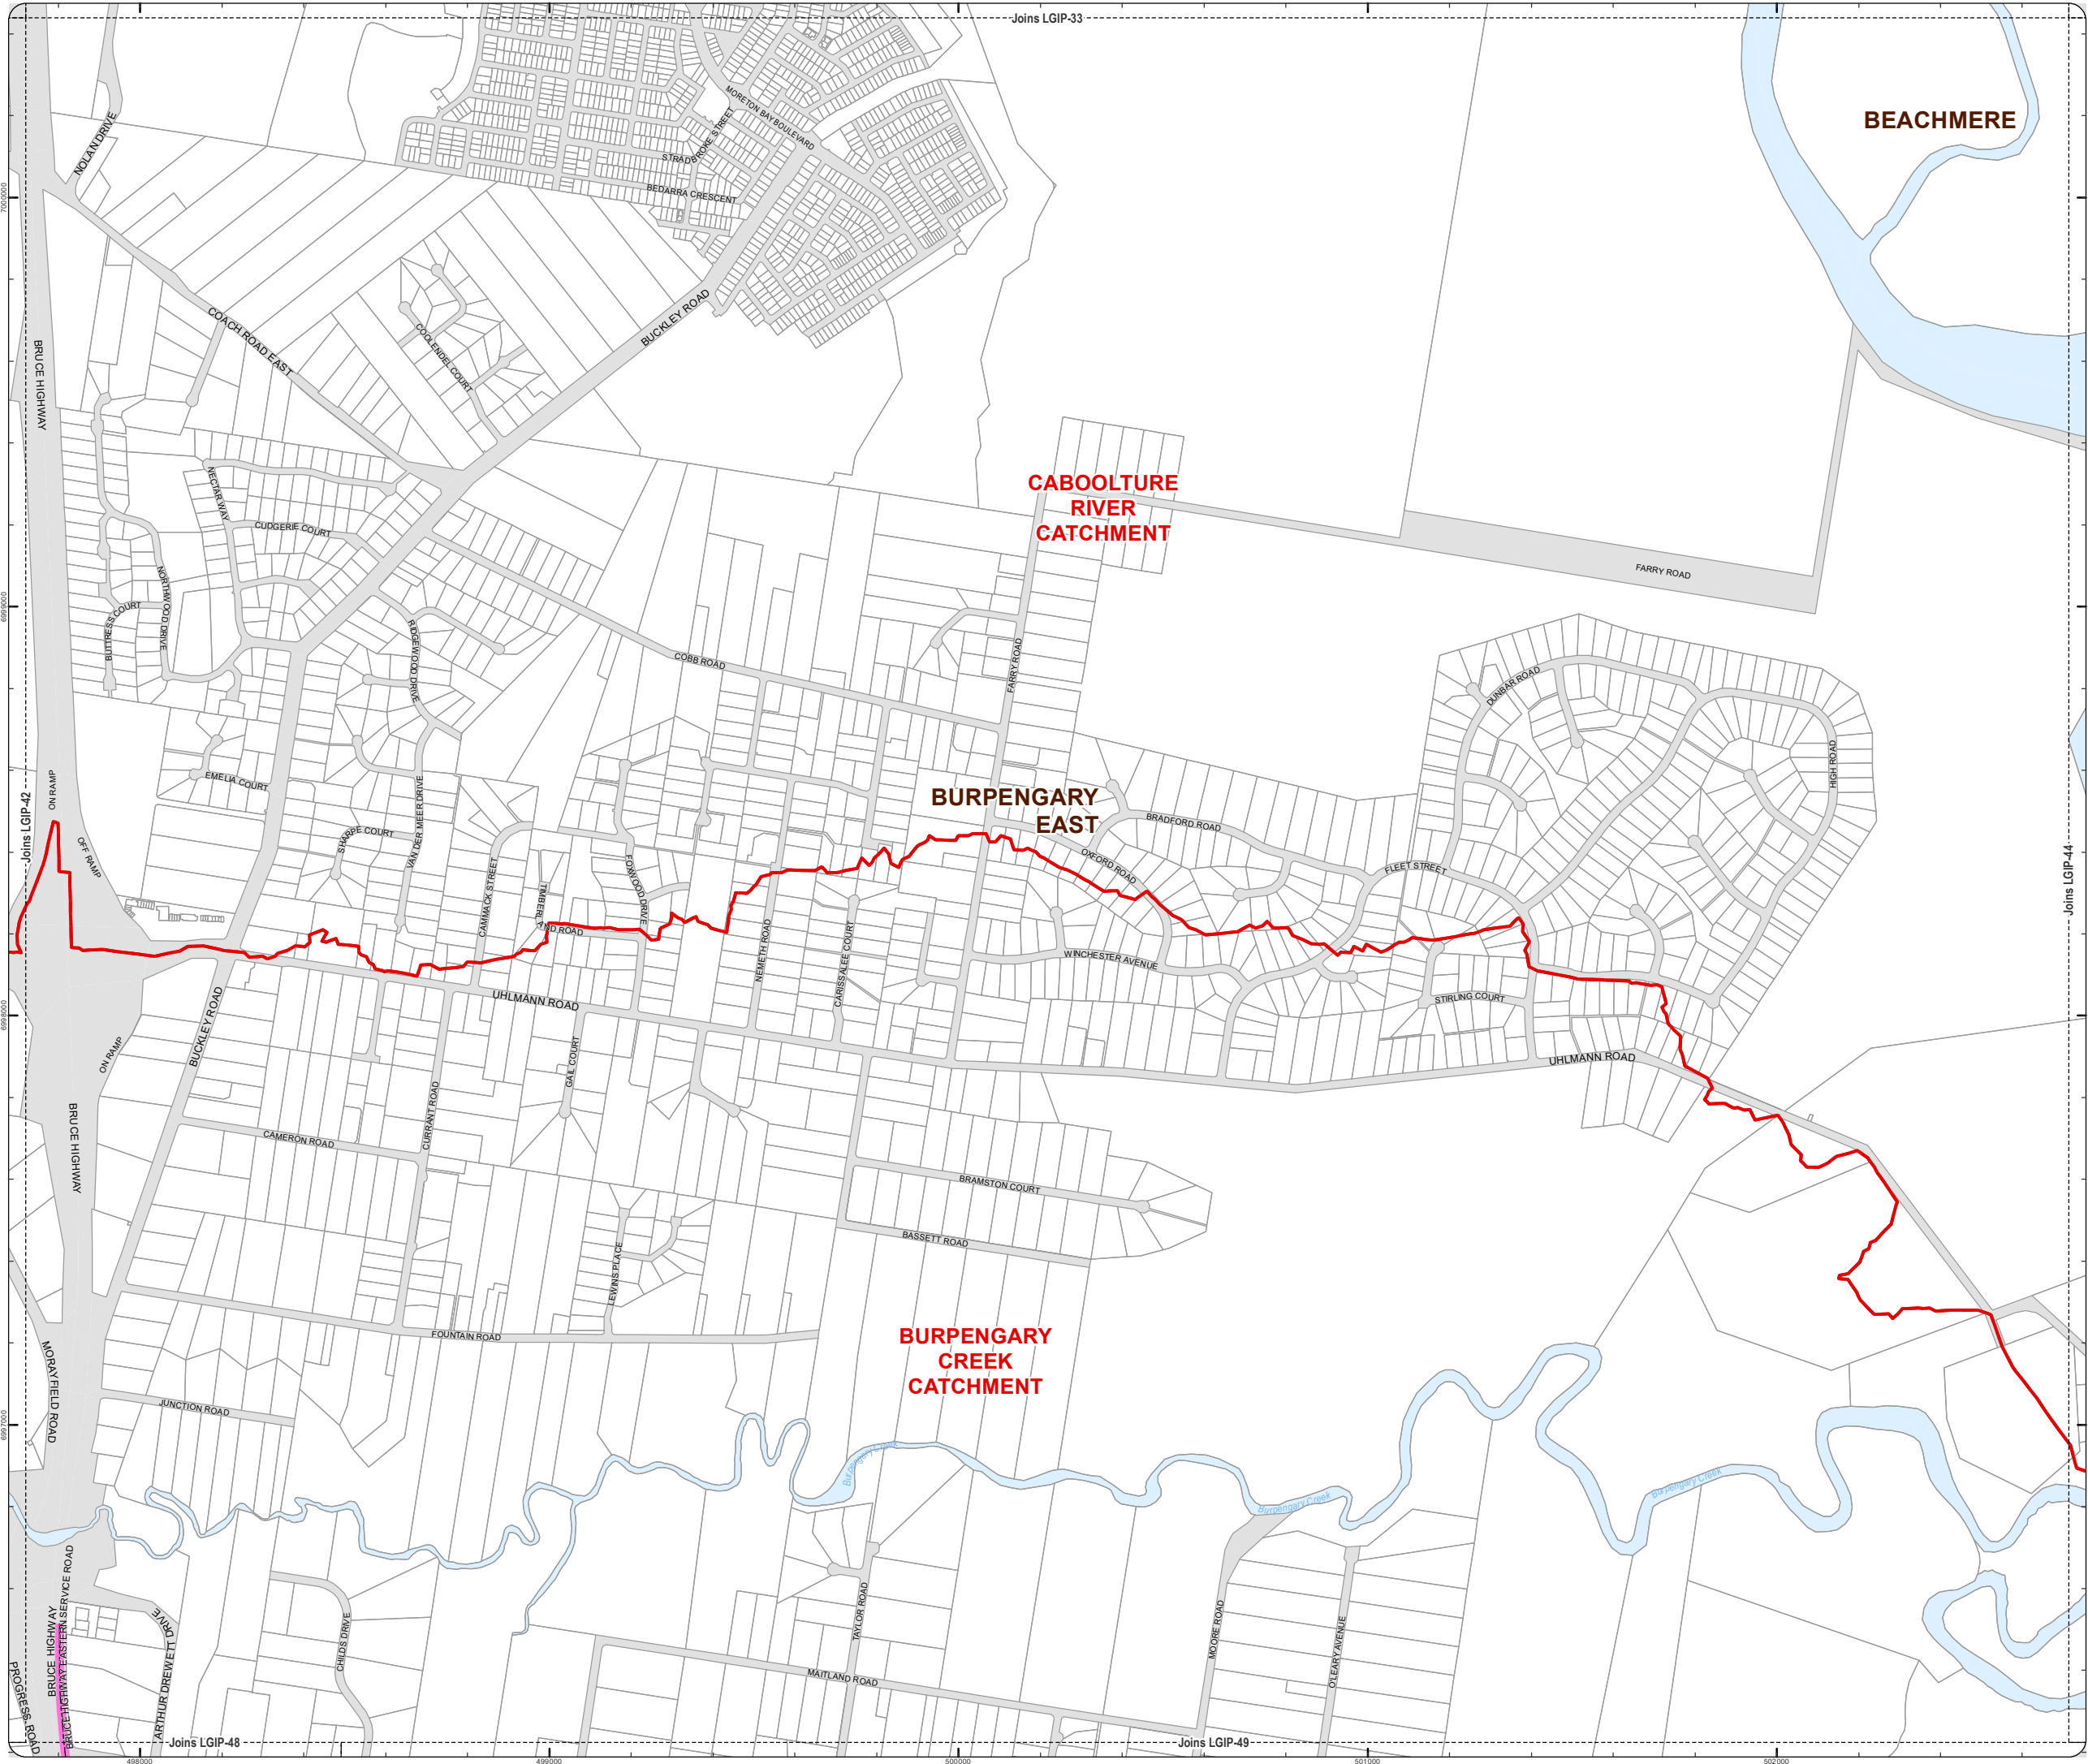 Joins LGIP-33
BEACHMERE
NOLAN DRIVE
MORETON BAY BOULEVARD
STRADBROKE STREET
BEDARRA CRESCENT
7000000
BUCKLEY ROAD
COACH ROAD EAST
COOLENDEL COURT
BRUCE HIGHWAY
CABOOLTURE
RIVER
CATCHMENT
NECTAR WAY
CUDGERIE COURT
FARRY ROAD
6999000
NORTHWOOD DRIVE
BUTTRESS COURT
RIDGEWOOD DRIVE
COBB ROAD
FARRY ROAD
DUNBAR ROAD
HIGH ROAD
ON RAMP
EMELIA COURT
VAN DER MEER DRIVE
BURPENGARY
EAST
BRADFORD ROAD
Joins LGIP-42
OFF RAMP
SHARPE COURT
CAMMACK STREET
FOXWOOD DRIVE
OXFORD ROAD
FLEET STREET
Joins LGIP-44
NEMETH ROAD
CARISSA LEE COURT
WINCHESTER AVENUE
UHLMANN ROAD
STIRLING COURT
6998000
BUCKLEY ROAD
ON RAMP
GAIL COURT
UHLMANN ROAD
BRUCE HIGHWAY
CAMERON ROAD
CURRANT ROAD
BRAMSTON COURT
BASSETT ROAD
LEWINS PLACE
FOUNTAIN ROAD
BURPENGARY
CREEK
CATCHMENT
MORAYFIELD ROAD
JUNCTION ROAD
6997000
Burpengary Creek
Burpengary Creek
Burpengary Creek
BRUCE HIGHWAY
BRUCE HIGHWAY EASTERN SERVICE ROAD
ARTHUR DREWETT DRIVE
CHILDS DRIVE
TAYLOR ROAD
MOORE ROAD
O'LEARY AVENUE
MAITLAND ROAD
PROGRESS ROAD
Joins LGIP-48
Joins LGIP-49
498000
499000
500000
501000
502000